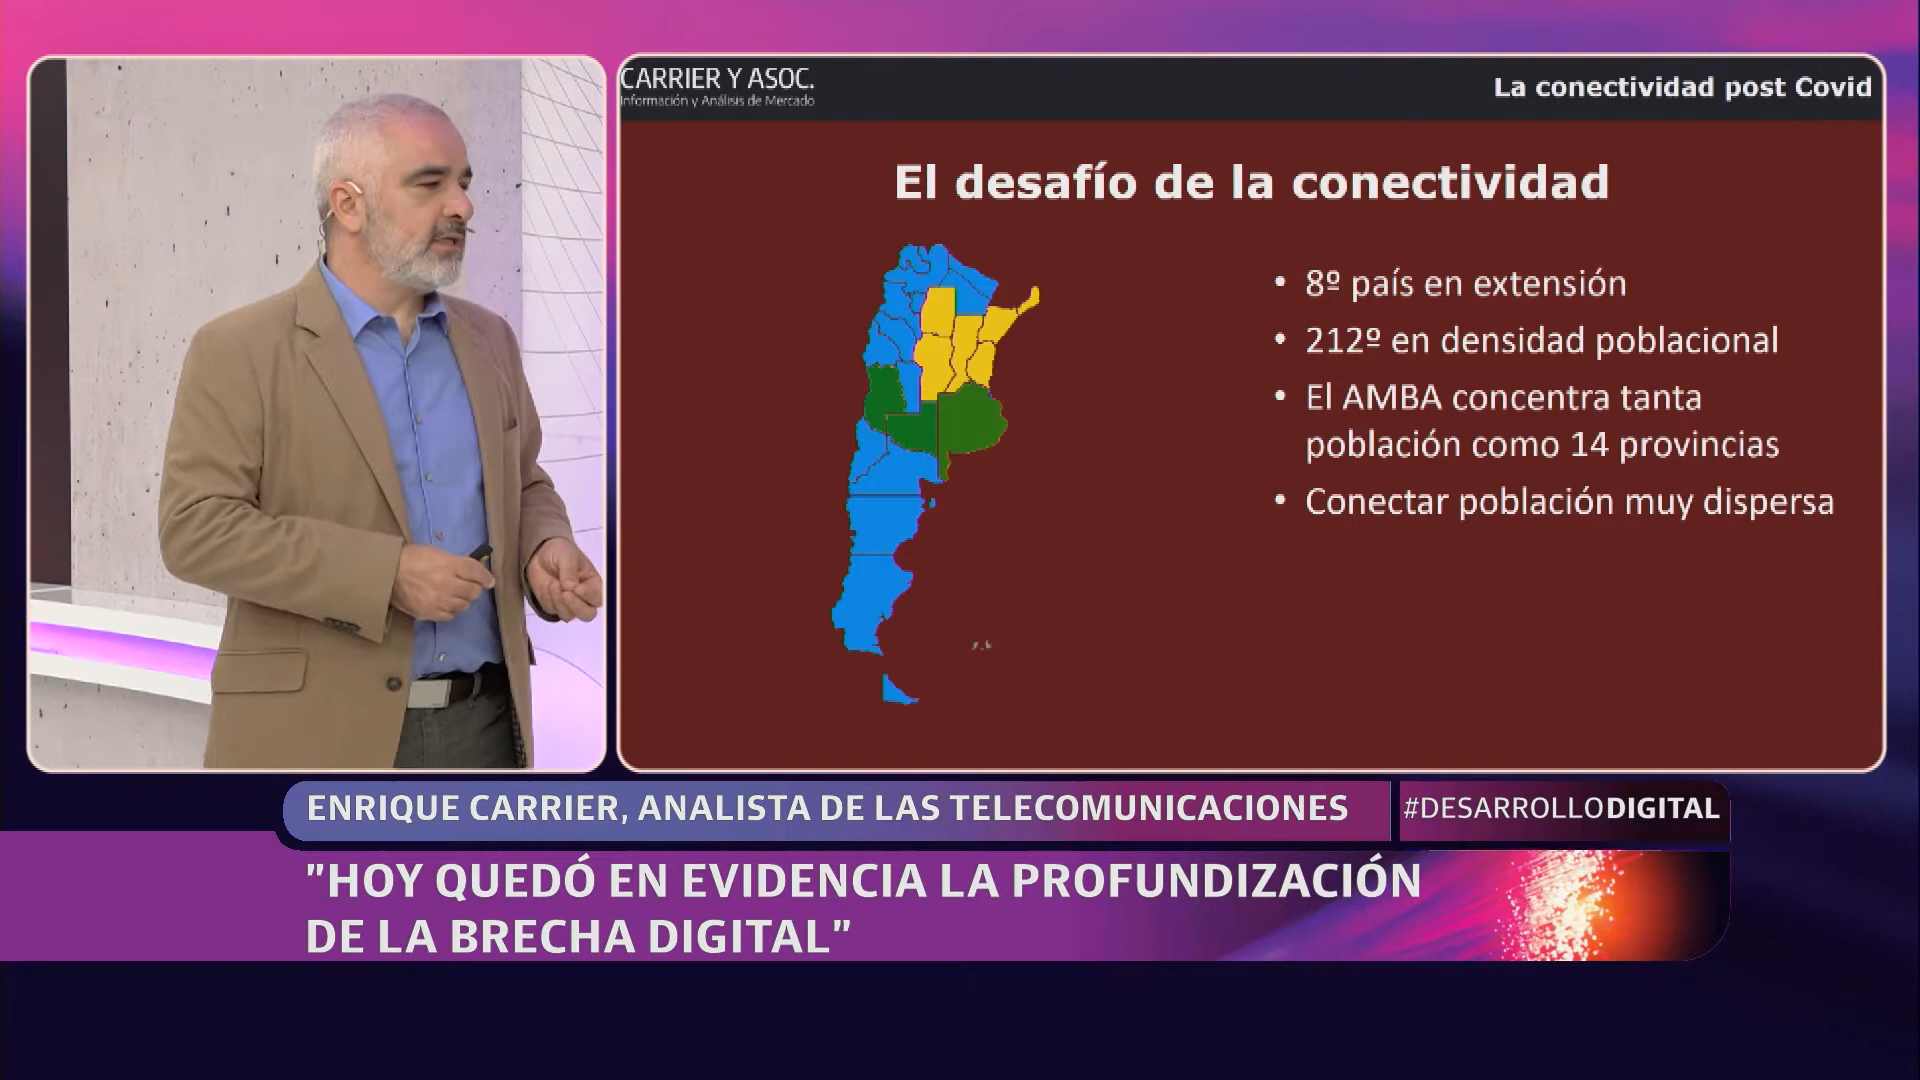 CARRIER Y ASOC.
Información y Análisis de Mercado
La conectividad post Covid
El desafío de la conectividad
• 8º país en extensión
• 212º en densidad poblacional
• El AMBA concentra tanta
población como 14 provincias
• Conectar población muy dispersa
ENRIQUE CARRIER, ANALISTA DE LAS TELECOMUNICACIONES
#DESARROLLODIGITAL
"HOY QUEDÓ EN EVIDENCIA LA PROFUNDIZACIÓN
DE LA BRECHA DIGITAL"